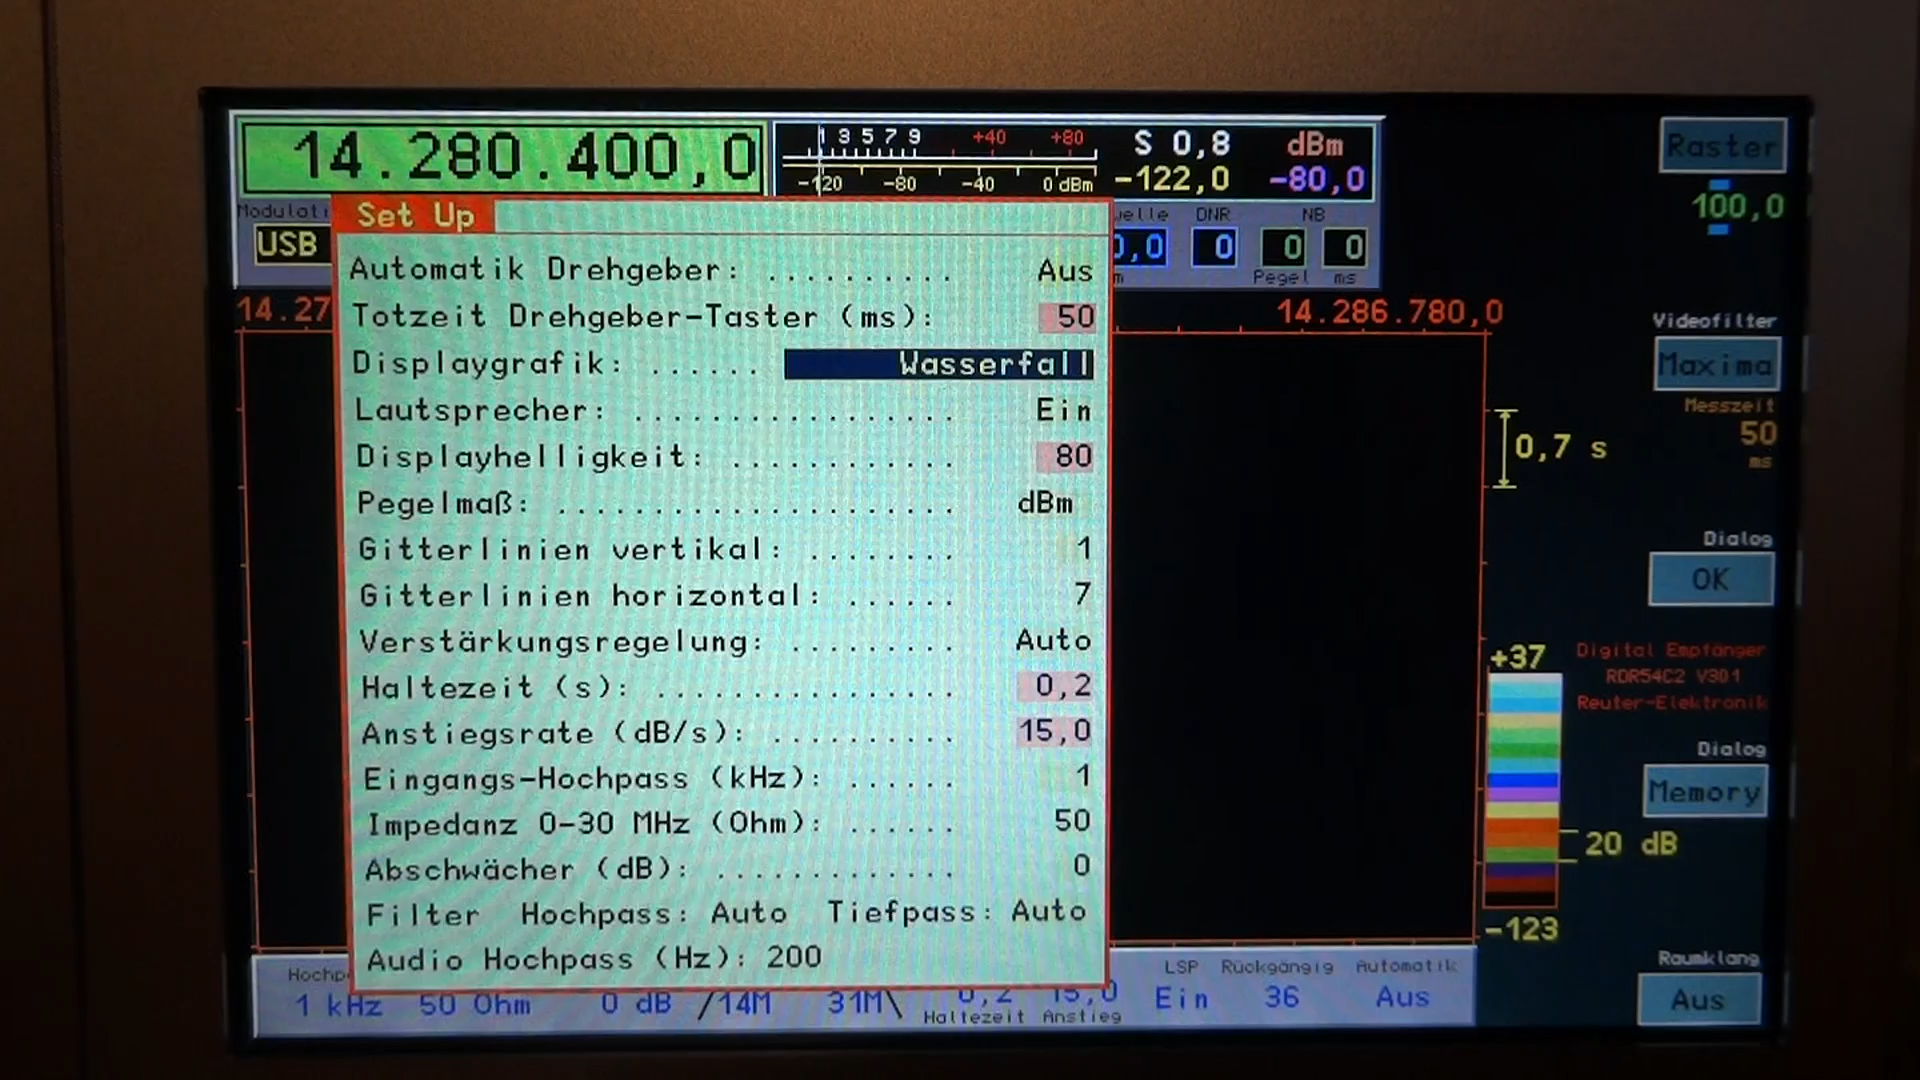 14.280.400,0
1 3 5 7 9 +40 +80
-120 -80 -40 0 dBm
S 0,8 dBm
-122,0 -80,0
Raster
100,0
DNR NB
USB
0 0 0
Pegel ms
14.27
14.286.780,0
Set Up
Automatik Drehgeber: .......... Aus
Totzeit Drehgeber-Taster (ms): 50
Displaygrafik: ...... Wasserfall
Lautsprecher: ................. Ein
Displayhelligkeit: ............ 80
Pegelmaß: ..................... dBm
Gitterlinien vertikal: ........ 1
Gitterlinien horizontal: ...... 7
Verstärkungsregelung: ......... Auto
Haltezeit (s): ................ 0,2
Anstiegsrate (dB/s): .......... 15,0
Eingangs-Hochpass (kHz): ...... 1
Impedanz 0-30 MHz (Ohm): ...... 50
Abschwächer (dB): ............. 0
Filter Hochpass: Auto Tiefpass: Auto
Audio Hochpass (Hz): 200
Videofilter
Maxima
Messzeit
50
ms
0,7 s
Dialog
OK
+37
Digital Empfänger
RDR54C2 V301
Reuter-Elektronik
Dialog
Memory
20 dB
-123
Raumklang
Aus
LSP Rückgängig Automatik
1 kHz 50 Ohm 0 dB /14M 31M\ 0,2 15,0 Ein 36 Aus
Haltezeit Anstieg